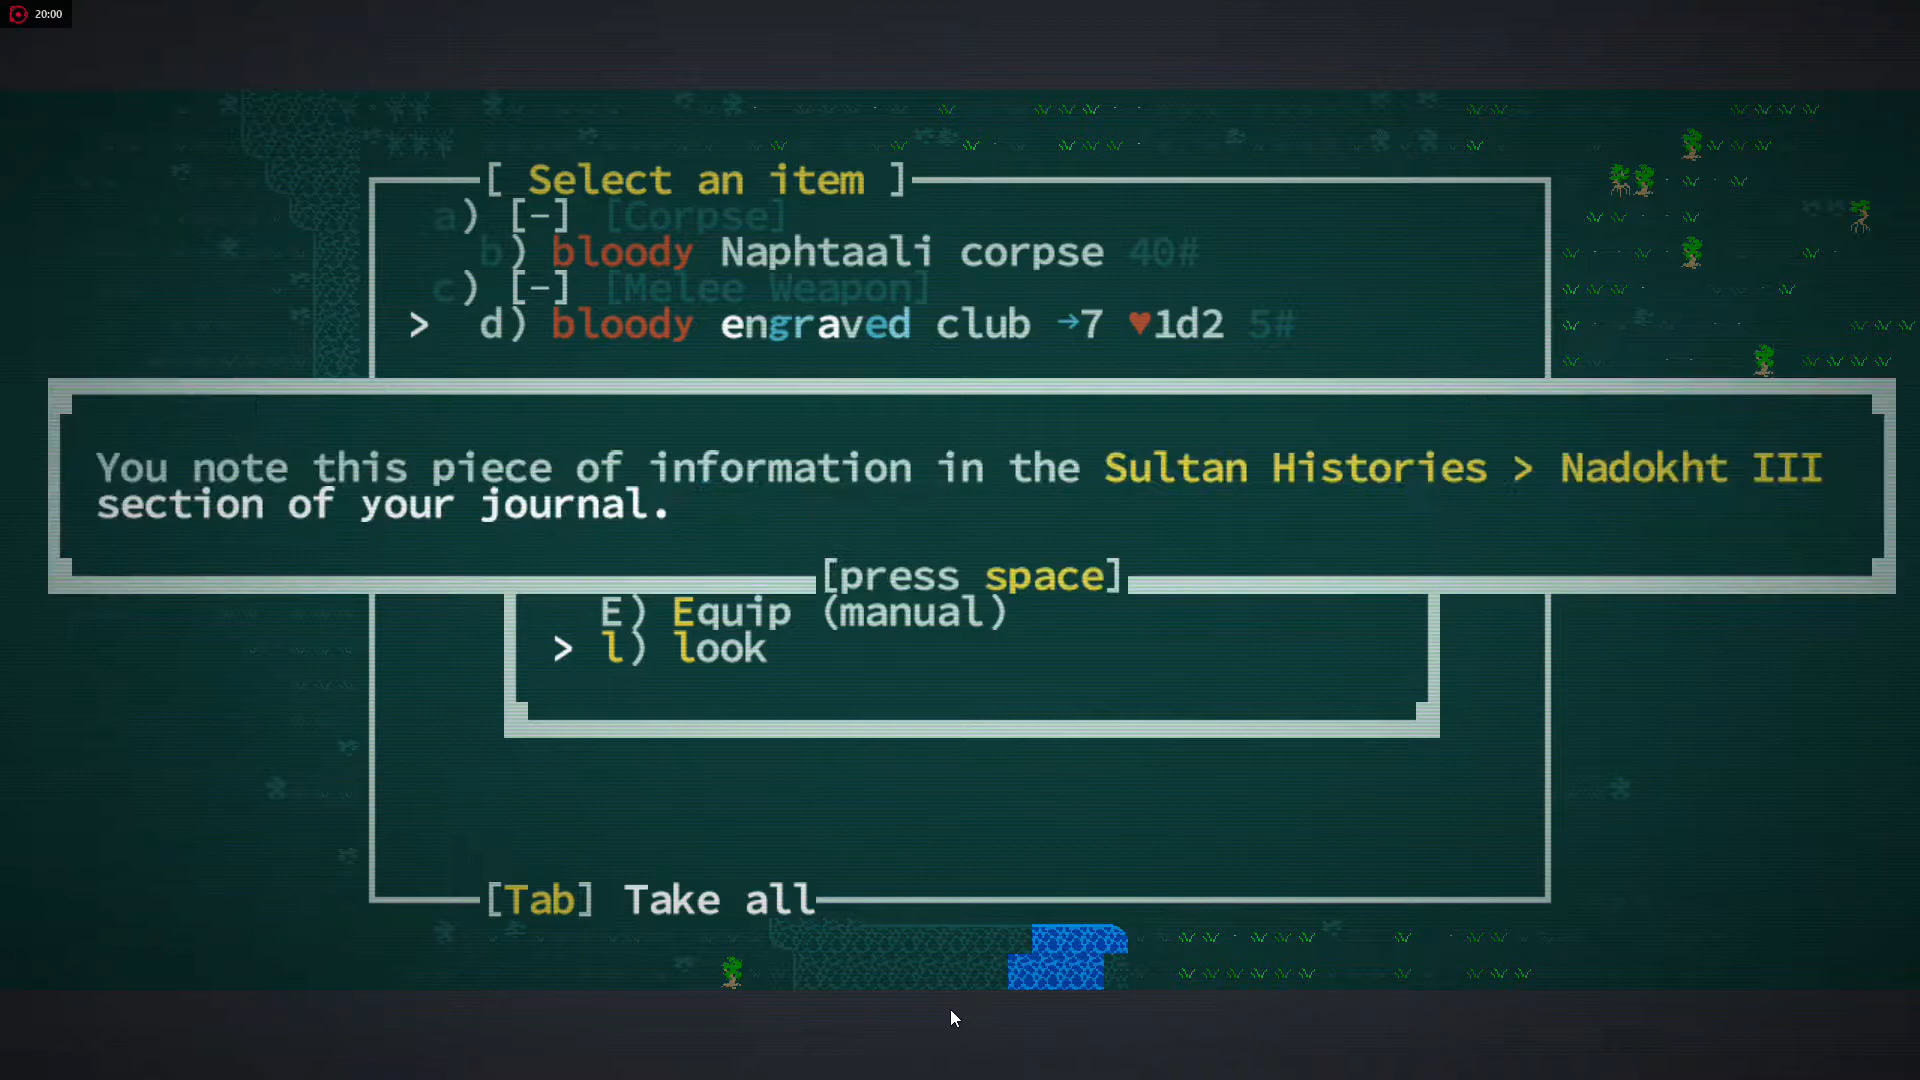 20:00
[ Select an item ]
a) [-] [Corpse]
b) bloody Naphtaali corpse 40#
c) [-] [Melee Weapon]
> d) bloody engraved club →7 ♥1d2 5#
You note this piece of information in the Sultan Histories > Nadokht III
section of your journal.
[press space]
E) Equip (manual)
> l) look
[Tab] Take all